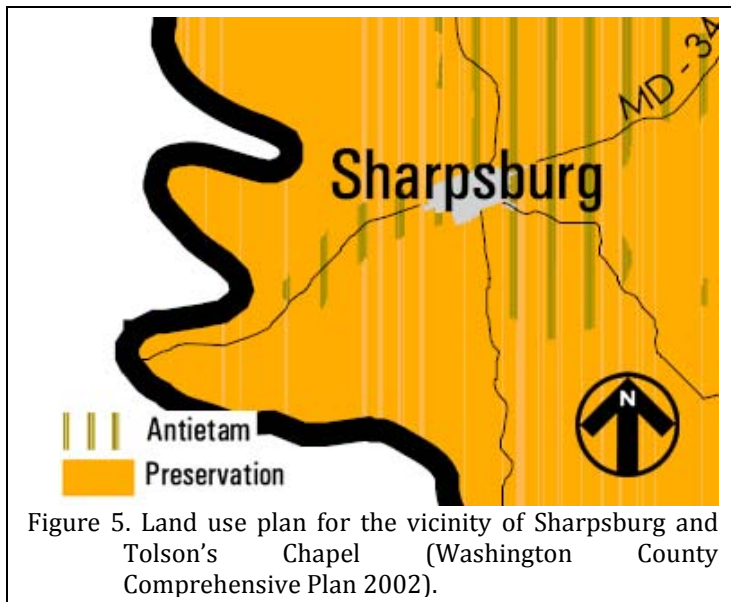 MD - 34
Sharpsburg
N
Antietam
Preservation
Figure 5. Land use plan for the vicinity of Sharpsburg and
Tolson's Chapel (Washington County
Comprehensive Plan 2002).